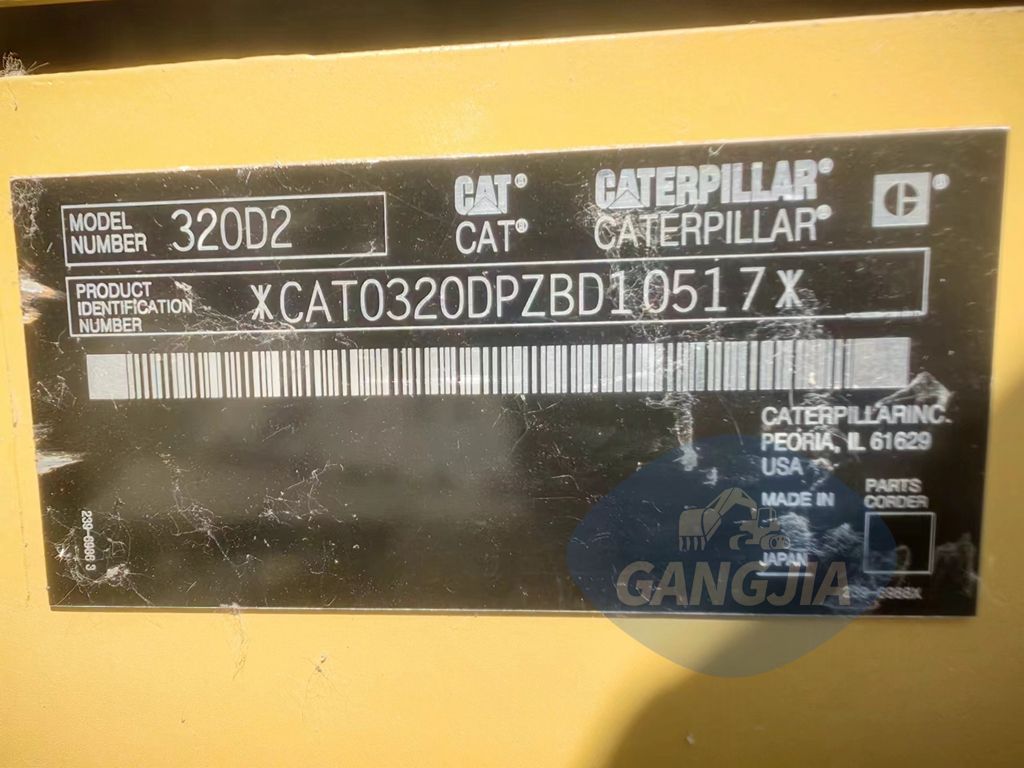 MODEL NUMBER 320D2
CAT® CATERPILLAR®
CAT® CATERPILLAR®
PRODUCT IDENTIFICATION NUMBER *CAT0320DPZBD10517*
CATERPILLAR INC.
PEORIA, IL 61629
USA
MADE IN JAPAN
PARTS CORDER
GANGJIA